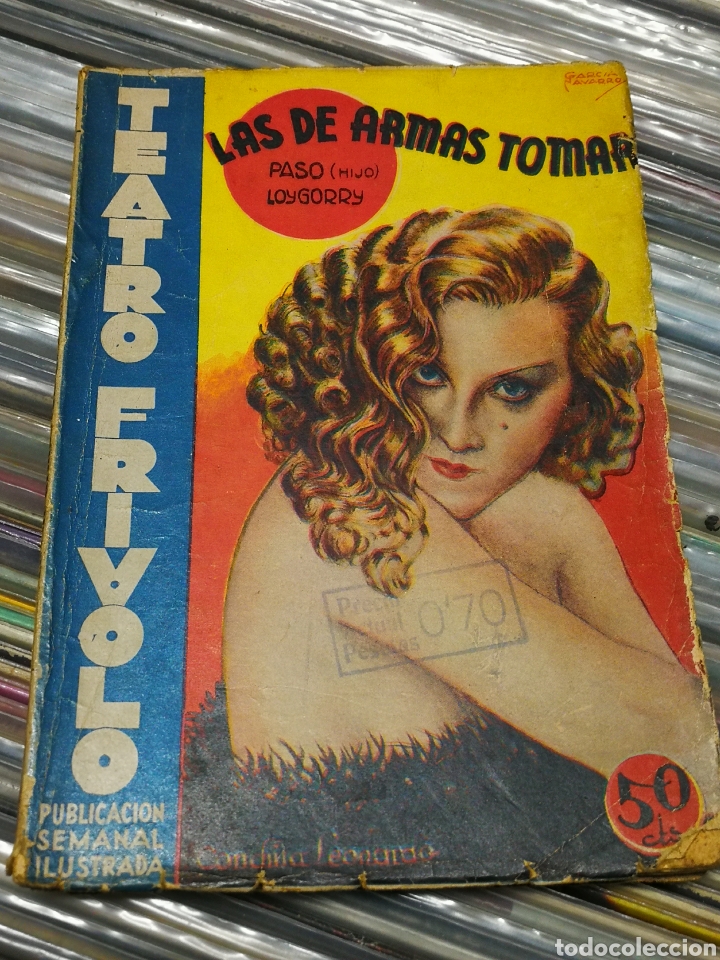 TEATRO FRIVOLO
PUBLICACION
SEMANAL
ILUSTRADA
GARCIA
NAVARRO
LAS DE ARMAS TOMAR
PASO (HIJO)
LOYGORRY
Precio
actual
Pesetas
0'70
50
cts
Conchita Leonardo
todocoleccion